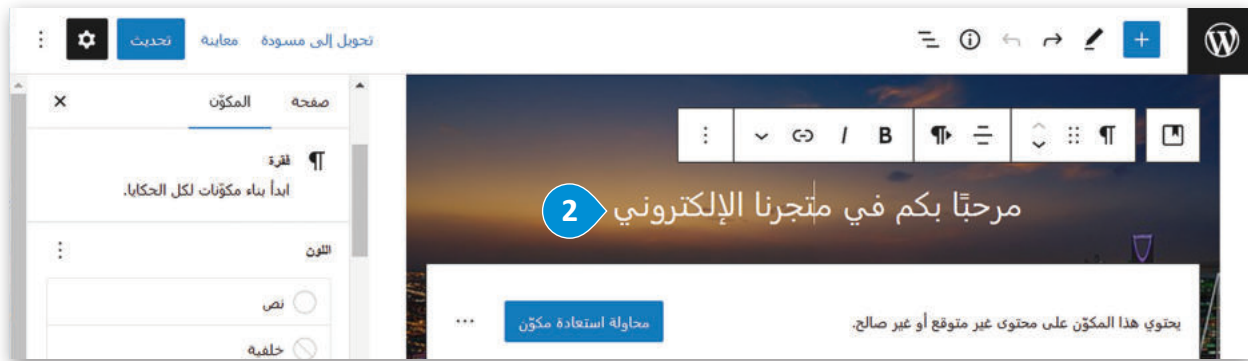 تحويل إلى مسودة
معاينة
تحديث
صفحة
المكوّن
فقرة
ابدأ بناء مكوّنات لكل الحكايا.
اللون
نص
خلفية
B I
مرحبًا بكم في متجرنا الإلكتروني
2
يحتوي هذا المكوّن على محتوى غير متوقع أو غير صالح.
محاولة استعادة مكوّن